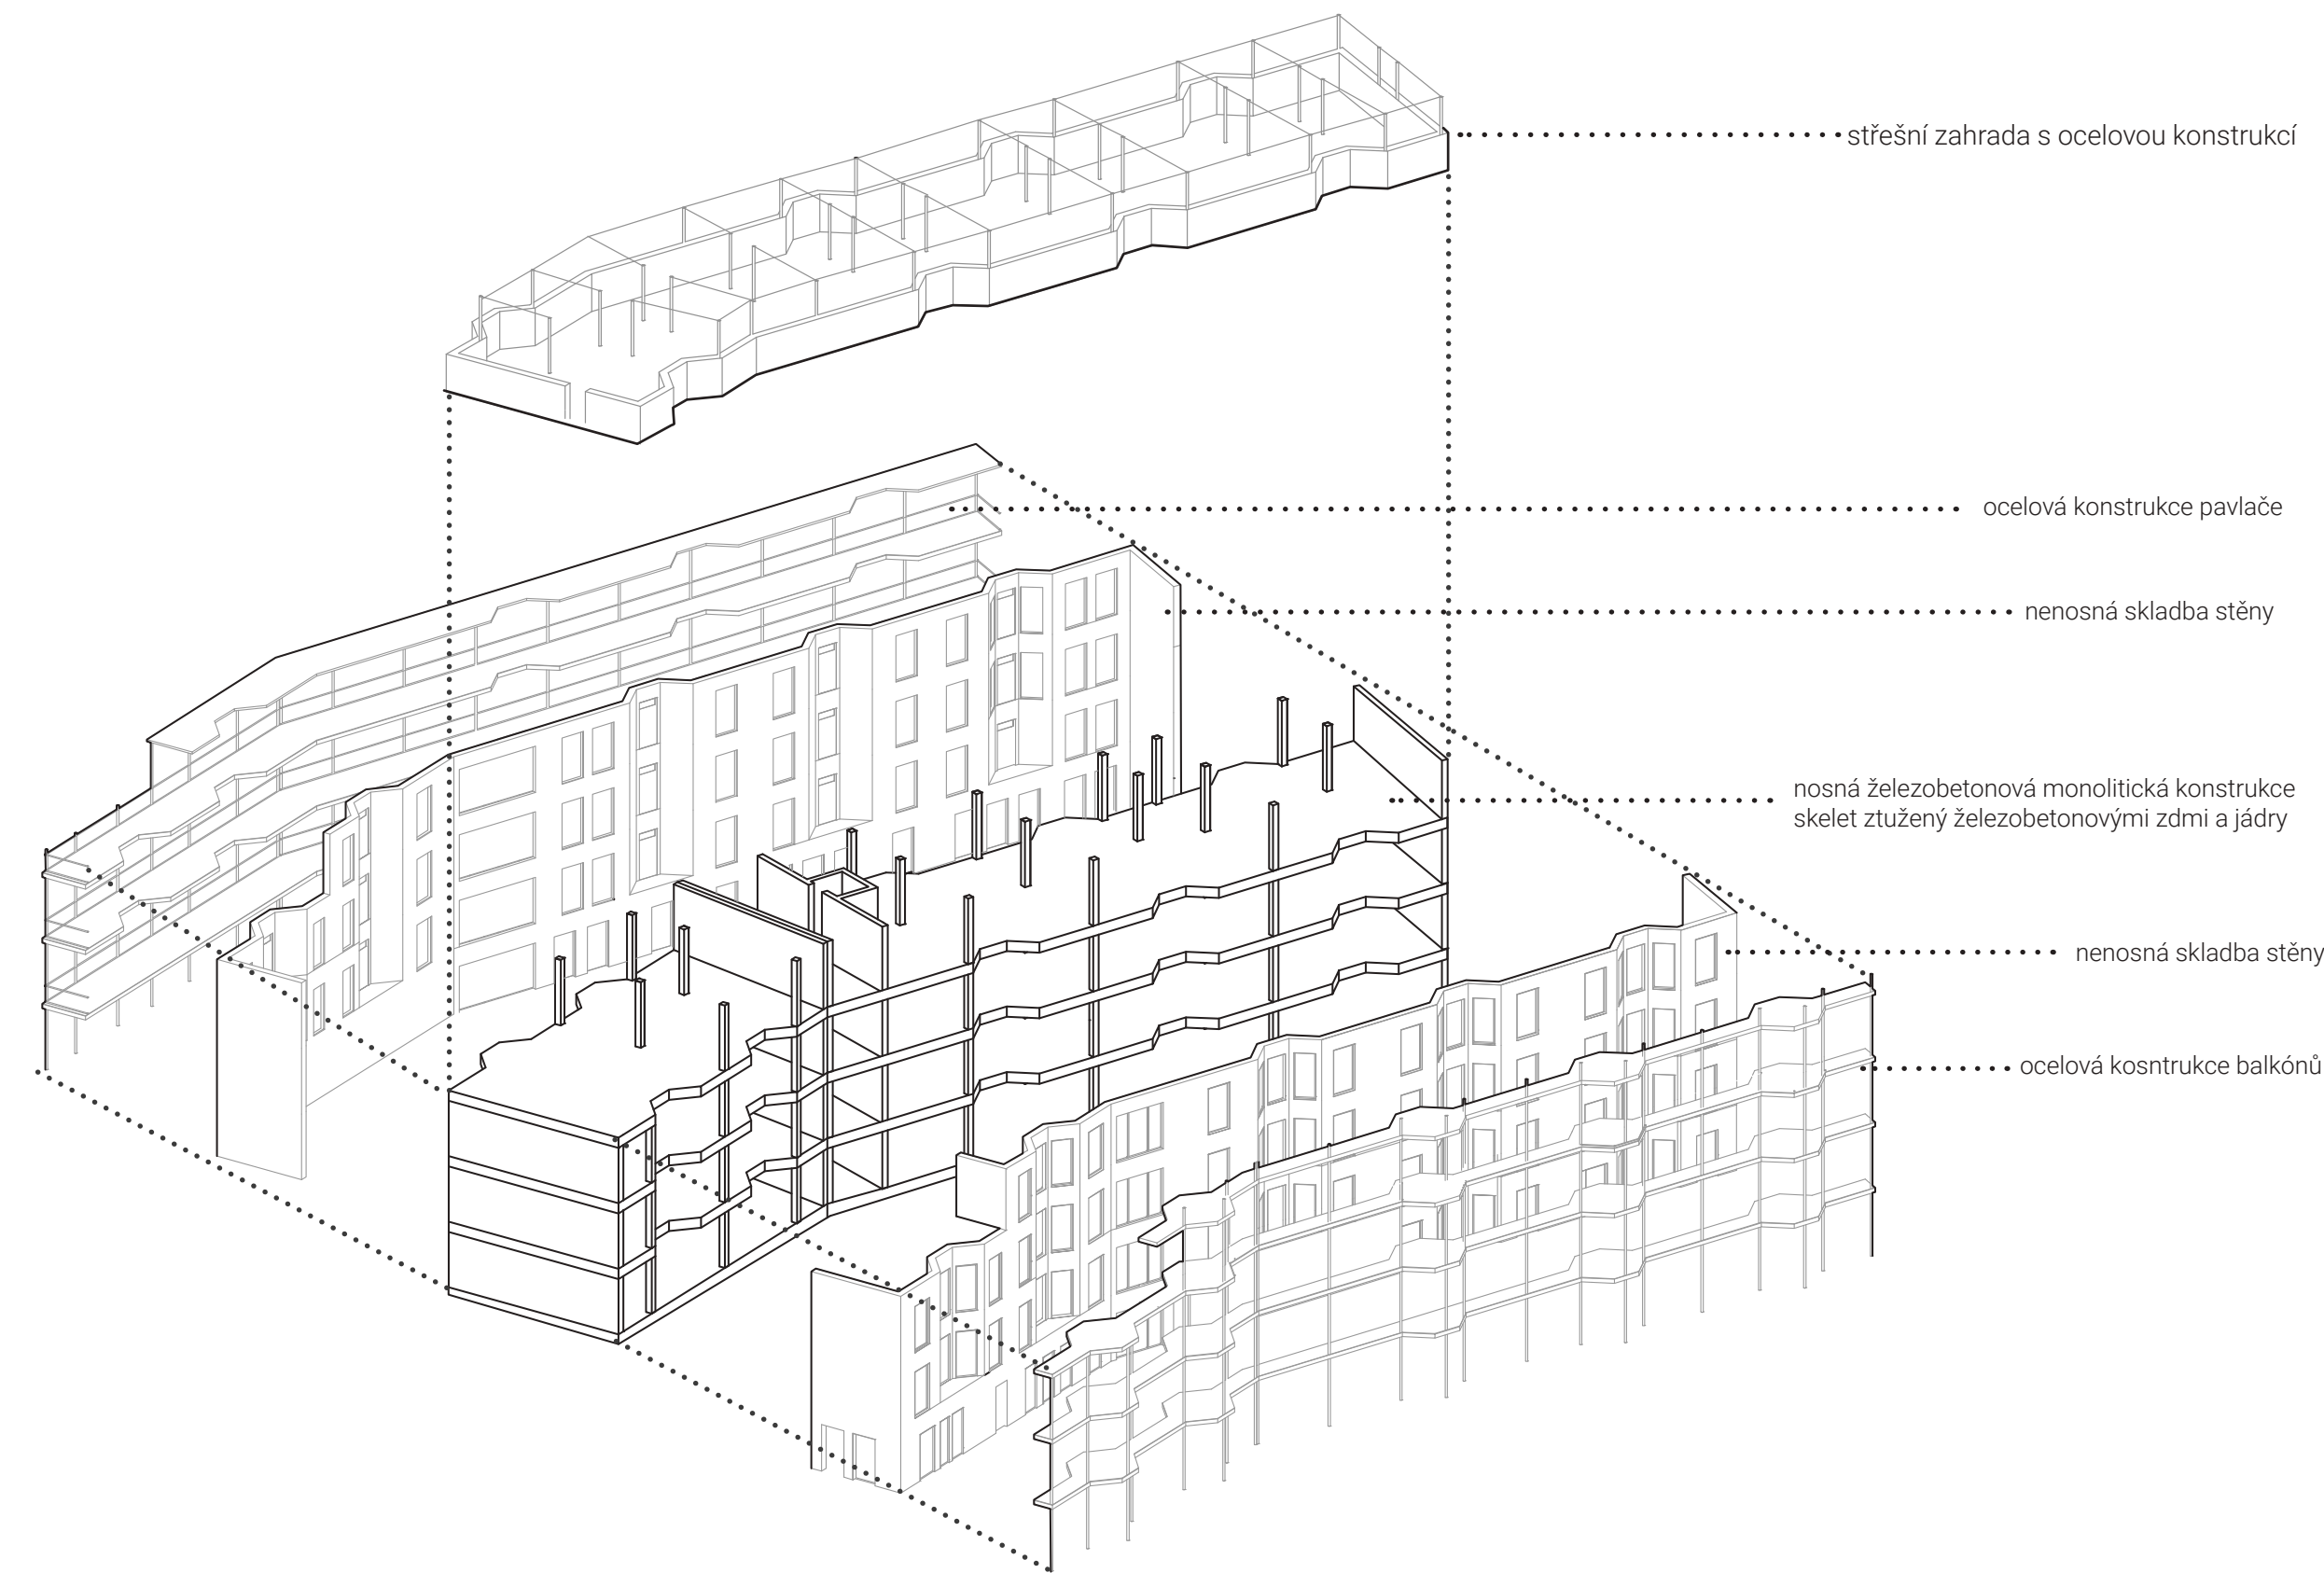 střešní zahrada s ocelovou konstrukcí
ocelová konstrukce pavlače
nenosná skladba stěny
nosná železobetonová monolitická konstrukce
skelet ztužený železobetonovými zdmi a jádry
nenosná skladba stěny
ocelová kosntrukce balkónů